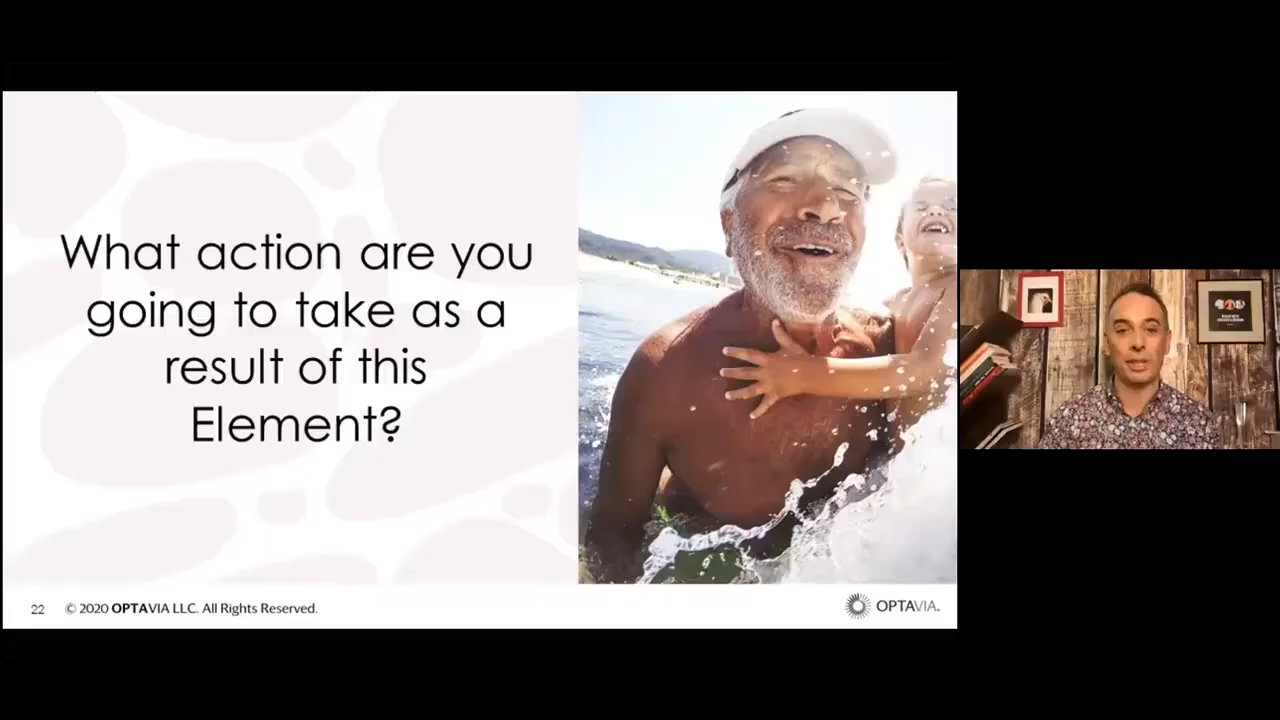 What action are you
going to take as a
result of this
Element?
22 © 2020 OPTAVIA LLC. All Rights Reserved.
OPTAVIA.